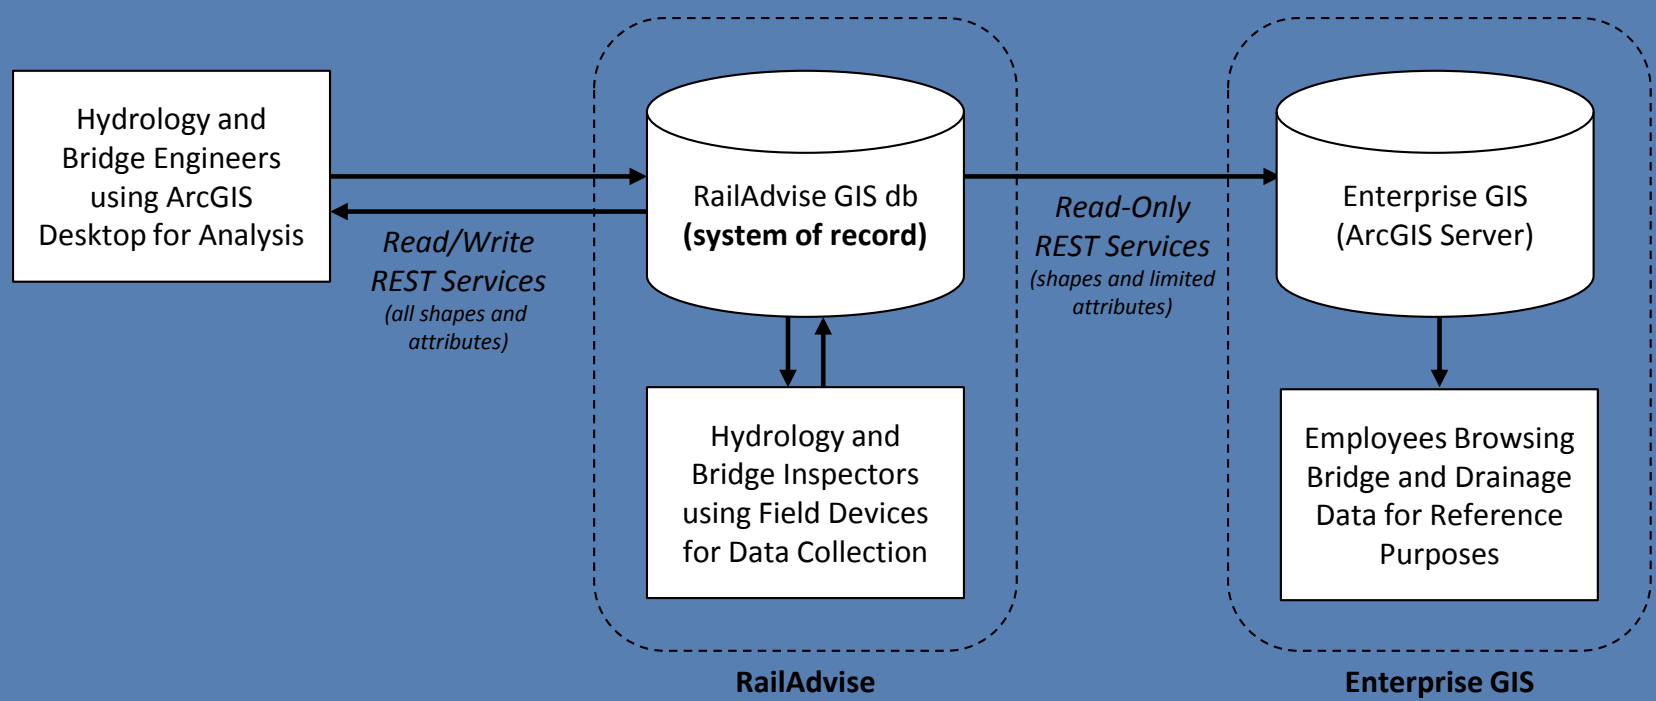 Hydrology and
Bridge Engineers
using ArcGIS
Desktop for Analysis
Read/Write
REST Services
(all shapes and
attributes)
RailAdvise GIS db
(system of record)
Hydrology and
Bridge Inspectors
using Field Devices
for Data Collection
RailAdvise
Read-Only
REST Services
(shapes and limited
attributes)
Enterprise GIS
(ArcGIS Server)
Employees Browsing
Bridge and Drainage
Data for Reference
Purposes
Enterprise GIS